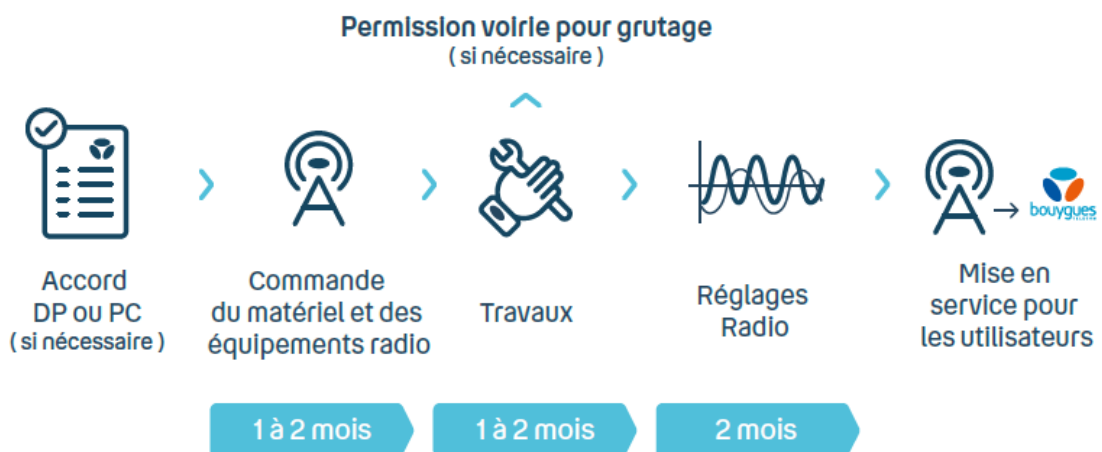 Permission voirie pour grutage
( si nécessaire )
Accord
DP ou PC
( si nécessaire )
Commande
du matériel et des
équipements radio
Travaux
Réglages
Radio
bouygues
TELECOM
Mise en
service pour
les utilisateurs
1 à 2 mois
1 à 2 mois
2 mois